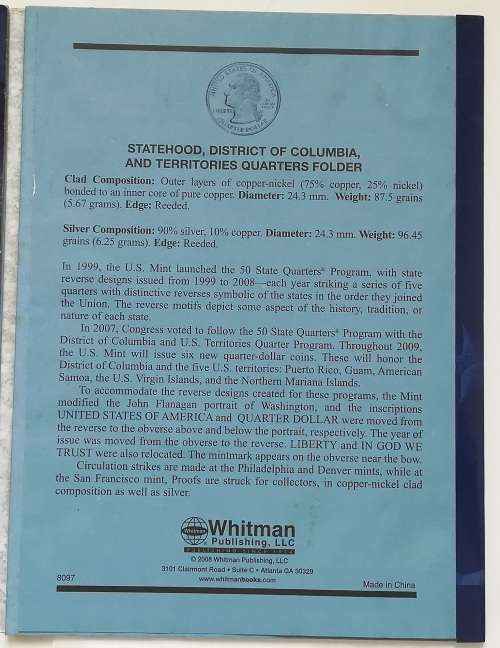 UNITED STATES OF AMERICA
LIBERTY
QUARTER DOLLAR
STATEHOOD, DISTRICT OF COLUMBIA,
AND TERRITORIES QUARTERS FOLDER
Clad Composition: Outer layers of copper-nickel (75% copper, 25% nickel)
bonded to an inner core of pure copper. Diameter: 24.3 mm. Weight: 87.5 grains
(5.67 grams). Edge: Reeded.
Silver Composition: 90% silver, 10% copper. Diameter: 24.3 mm. Weight: 96.45
grains (6.25 grams). Edge: Reeded.
In 1999, the U.S. Mint launched the 50 State Quarters® Program, with state
reverse designs issued from 1999 to 2008—each year striking a series of five
quarters with distinctive reverses symbolic of the states in the order they joined
the Union. The reverse motifs depict some aspect of the history, tradition, or
nature of each state.
In 2007, Congress voted to follow the 50 State Quarters® Program with the
District of Columbia and U.S. Territories Quarter Program. Throughout 2009,
the U.S. Mint will issue six new quarter-dollar coins. These will honor the
District of Columbia and the five U.S. territories: Puerto Rico, Guam, American
Samoa, the U.S. Virgin Islands, and the Northern Mariana Islands.
To accommodate the reverse designs created for these programs, the Mint
modified the John Flanagan portrait of Washington, and the inscriptions
UNITED STATES OF AMERICA and QUARTER DOLLAR were moved from
the reverse to the obverse above and below the portrait, respectively. The year of
issue was moved from the obverse to the reverse. LIBERTY and IN GOD WE
TRUST were also relocated. The mintmark appears on the obverse near the bow.
Circulation strikes are made at the Philadelphia and Denver mints, while at
the San Francisco mint, Proofs are struck for collectors, in copper-nickel clad
composition as well as silver.
Whitman
Whitman®
Publishing, LLC
PUBLISHING SINCE 1934
© 2008 Whitman Publishing, LLC
3101 Clairmont Road • Suite C • Atlanta GA 30329
8097
www.whitmanbooks.com
Made in China